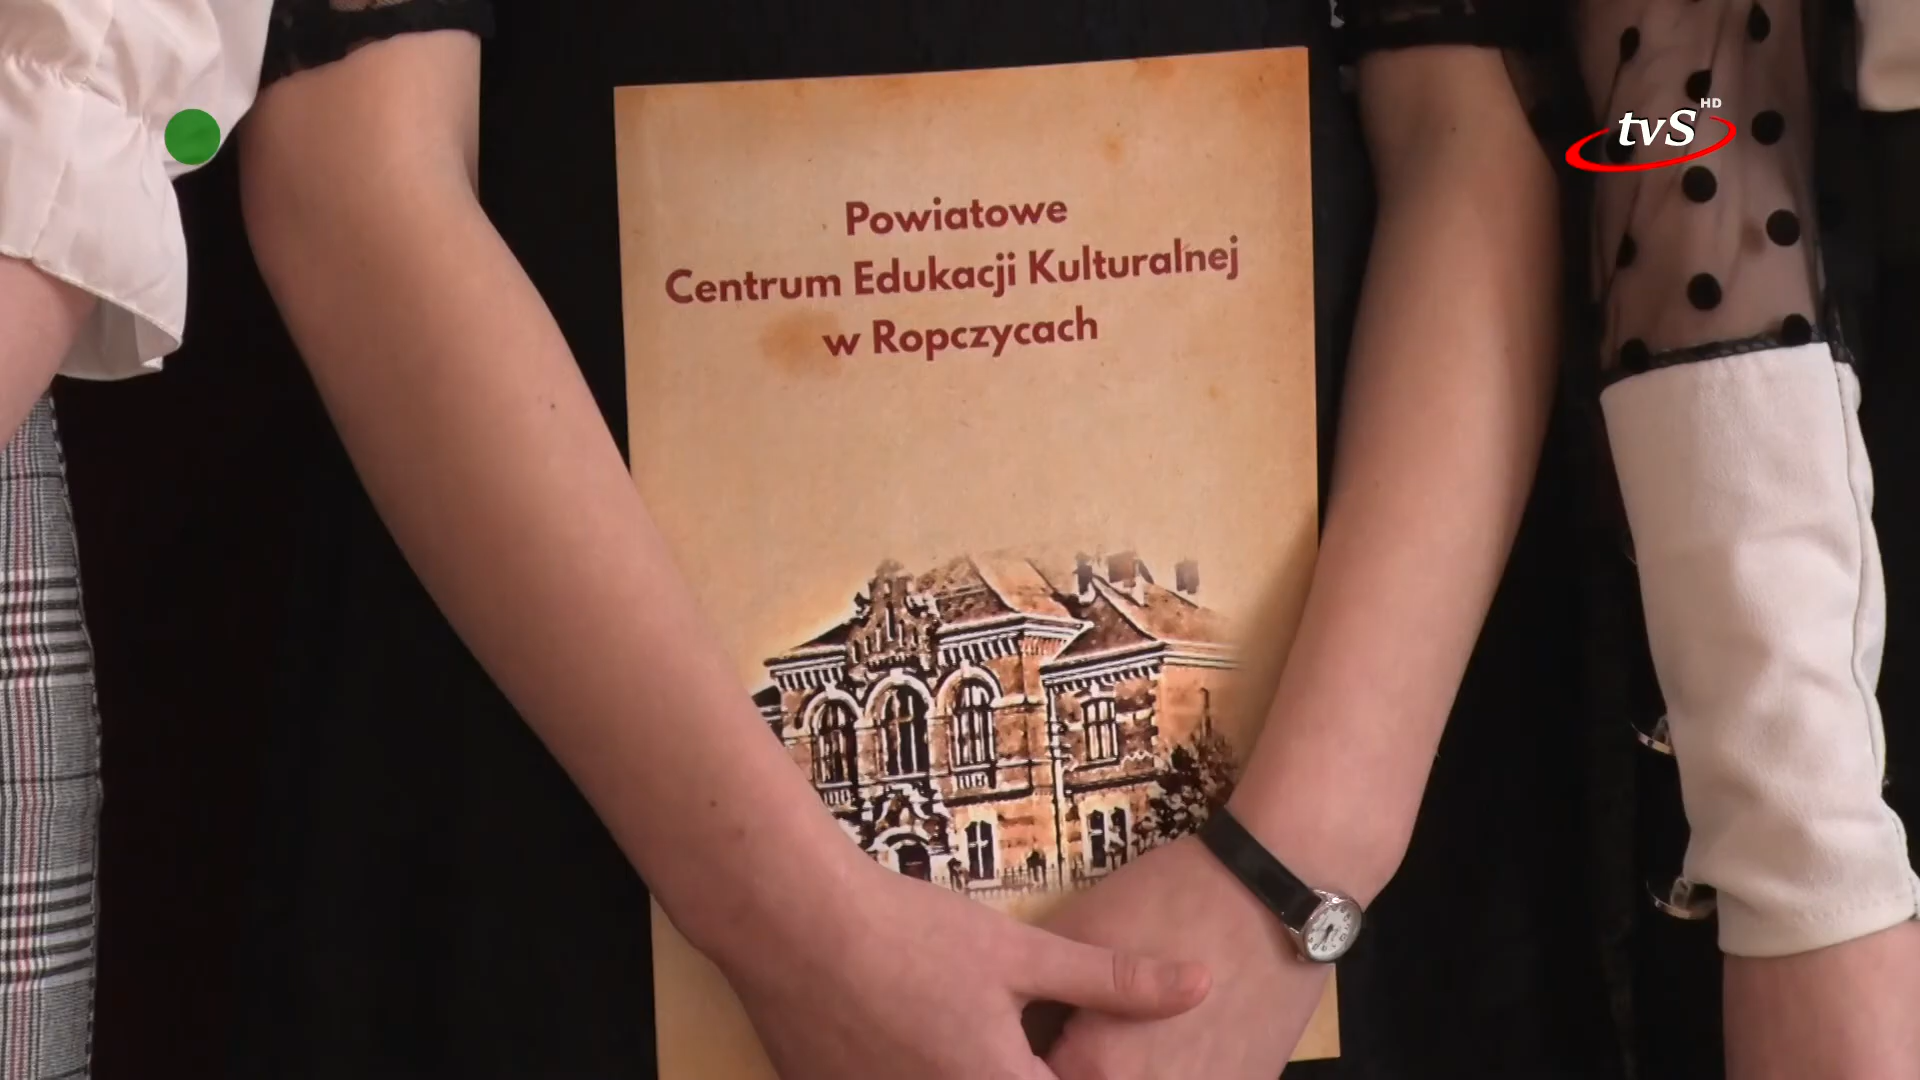 HD
tvS
Powiatowe
Centrum Edukacji Kulturalnej
w Ropczycach